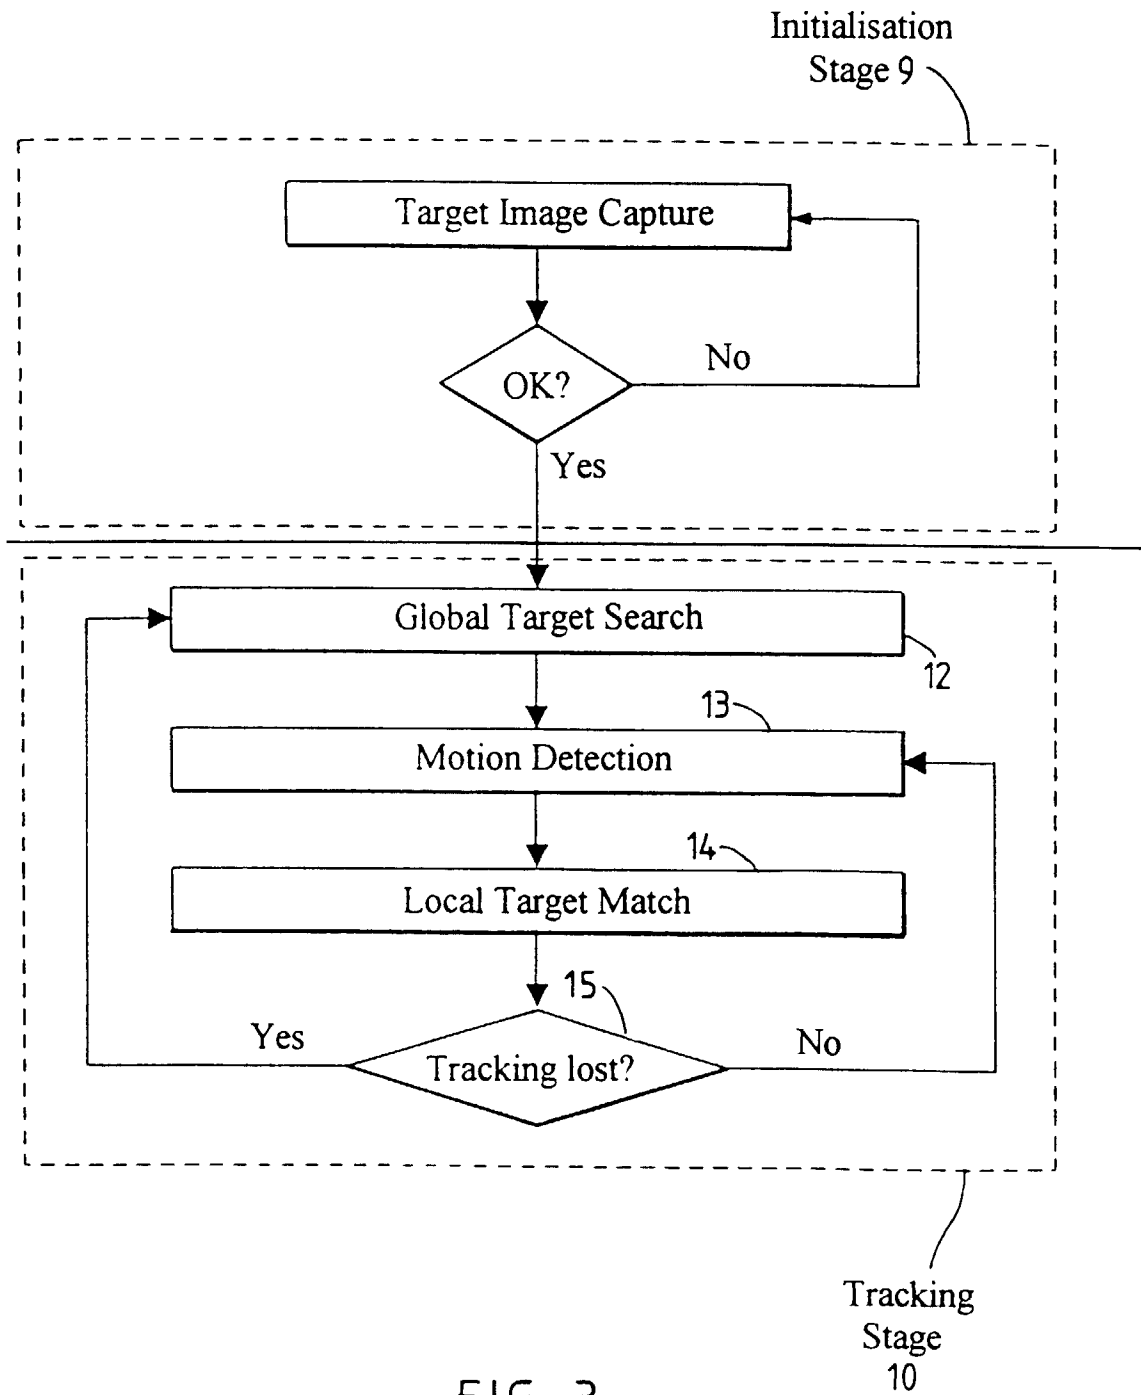 Initialisation
Stage 9
Target Image Capture
OK?
No
Yes
Global Target Search
12
13
Motion Detection
14
Local Target Match
15
Yes
Tracking lost?
No
Tracking
Stage
10